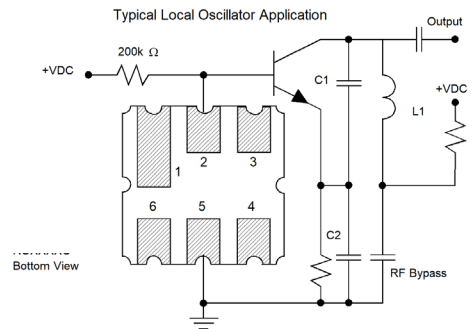 Typical Local Oscillator Application
Output
200k Ω
+VDC
+VDC
C1
L1
1
2
3
6
5
4
C2
Bottom View
RF Bypass